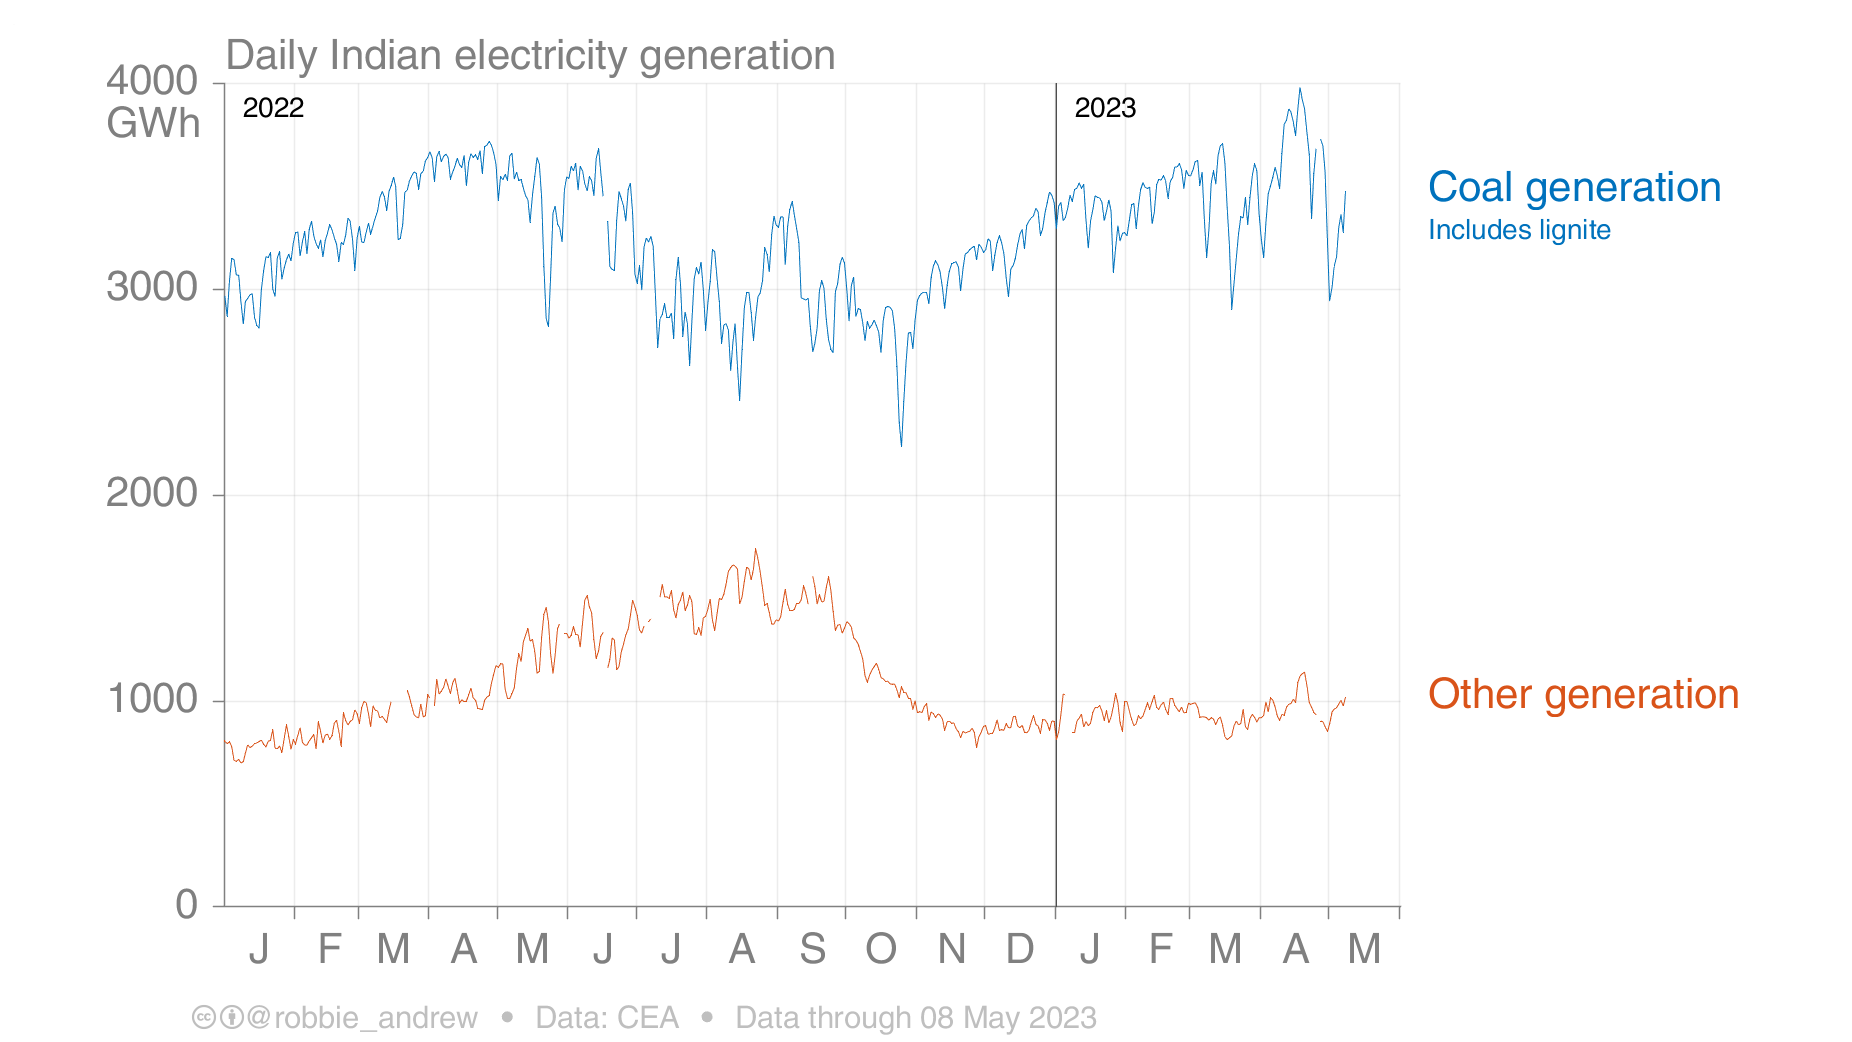 Daily Indian electricity generation
4000
GWh
2022
2023
3000
2000
1000
0
Coal generation
Includes lignite
Other generation
J F M A M J J A S O N D J F M A M
@robbie_andrew • Data: CEA • Data through 08 May 2023